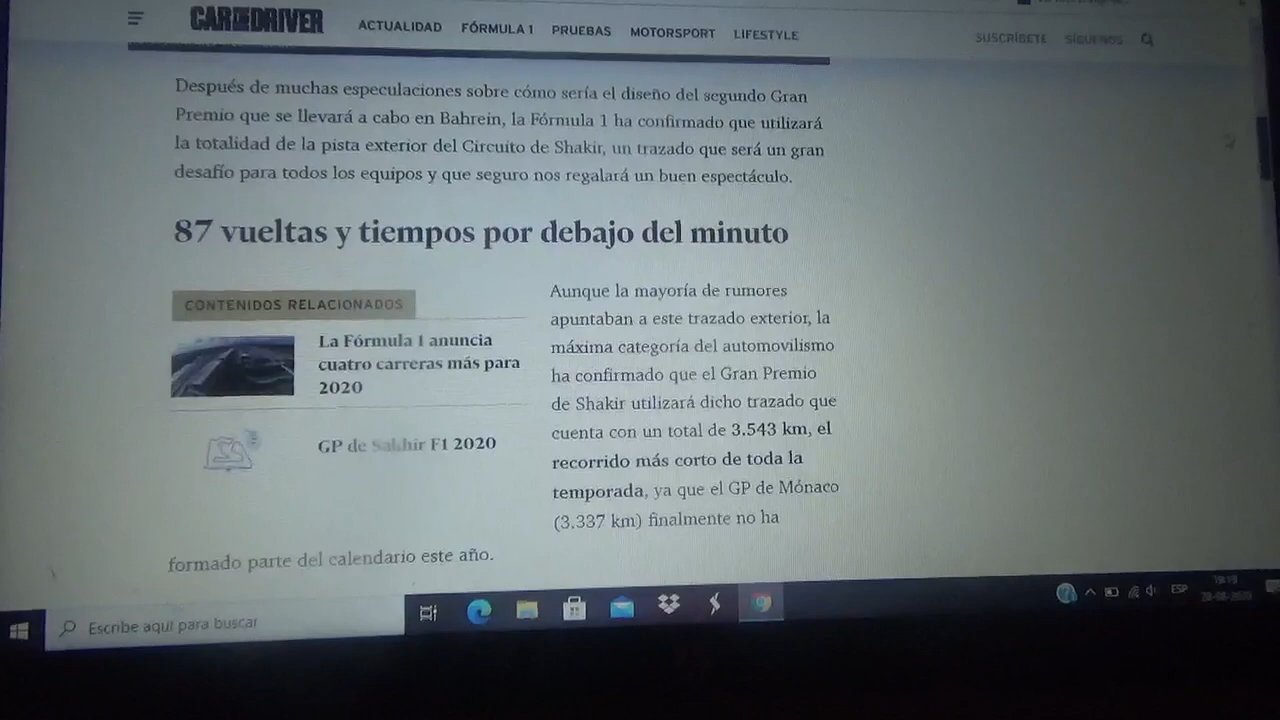 CAR AND DRIVER
ACTUALIDAD FÓRMULA 1 PRUEBAS MOTORSPORT LIFESTYLE
SUSCRÍBETE SÍGUENOS
Después de muchas especulaciones sobre cómo sería el diseño del segundo Gran
Premio que se llevará a cabo en Bahrein, la Fórmula 1 ha confirmado que utilizará
la totalidad de la pista exterior del Circuito de Shakir, un trazado que será un gran
desafío para todos los equipos y que seguro nos regalará un buen espectáculo.
87 vueltas y tiempos por debajo del minuto
CONTENIDOS RELACIONADOS
La Fórmula 1 anuncia
cuatro carreras más para
2020
GP de Sakhir F1 2020
Aunque la mayoría de rumores
apuntaban a este trazado exterior, la
máxima categoría del automovilismo
ha confirmado que el Gran Premio
de Shakir utilizará dicho trazado que
cuenta con un total de 3.543 km, el
recorrido más corto de toda la
temporada, ya que el GP de Mónaco
(3.337 km) finalmente no ha
formado parte del calendario este año.
Escribe aquí para buscar
ESP